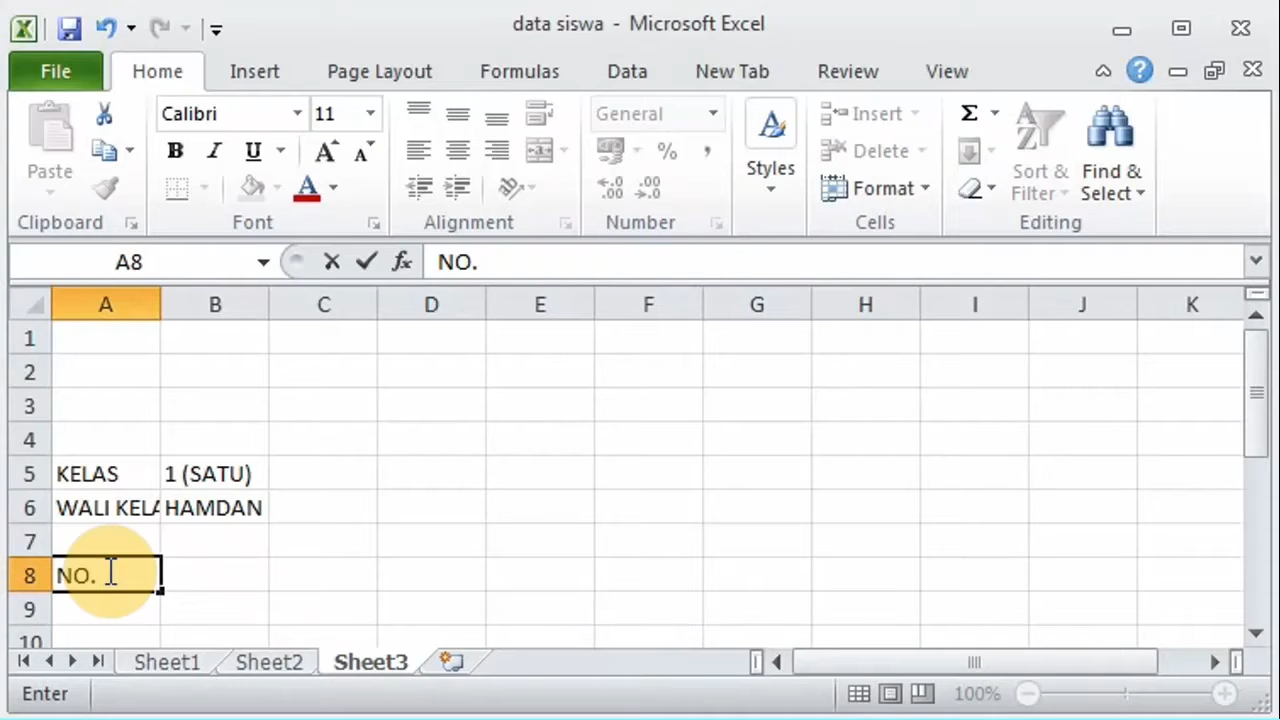 data siswa - Microsoft Excel
File Home Insert Page Layout Formulas Data New Tab Review View
Paste
Clipboard
Calibri 11
B I U A A
A
Font
Alignment
General
% ,
.00 .00
Number
A
Styles
Insert
Delete
Format
Cells
Σ
Sort & Filter
Find & Select
Editing
A8 fx NO.
A B C D E F G H I J K
1
2
3
4
5 KELAS 1 (SATU)
6 WALI KELA HAMDAN
7
8 NO.
9
10
Sheet1 Sheet2 Sheet3
Enter 100%